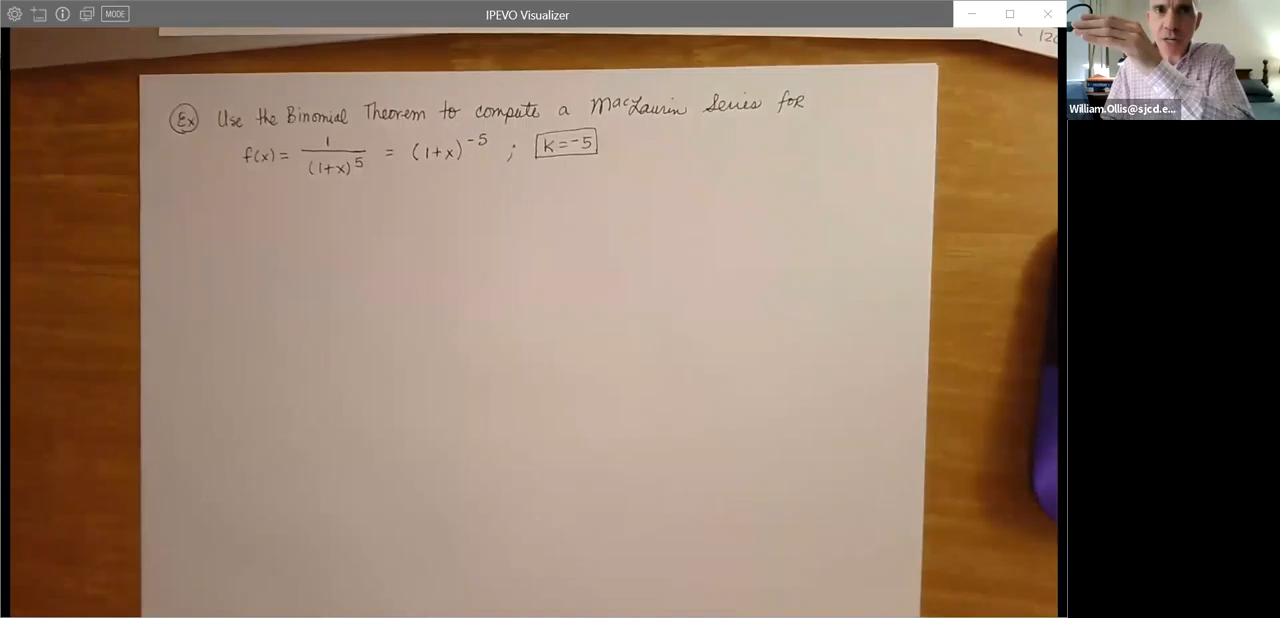 IPEVO Visualizer
MODE
William.Ollis@sjcd.e...
120
Ex Use the Binomial Theorem to compute a MacLaurin Series for
f(x) = 1/(1+x)^5 = (1+x)^-5 ; K = -5